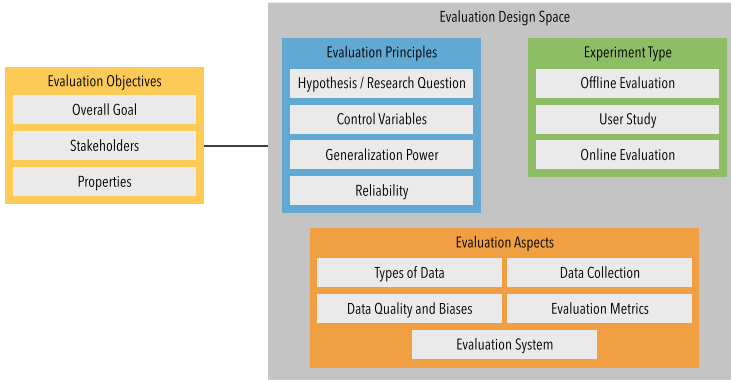 Evaluation Design Space
Evaluation Objectives
Overall Goal
Stakeholders
Properties
Evaluation Principles
Hypothesis / Research Question
Control Variables
Generalization Power
Reliability
Experiment Type
Offline Evaluation
User Study
Online Evaluation
Evaluation Aspects
Types of Data
Data Collection
Data Quality and Biases
Evaluation Metrics
Evaluation System